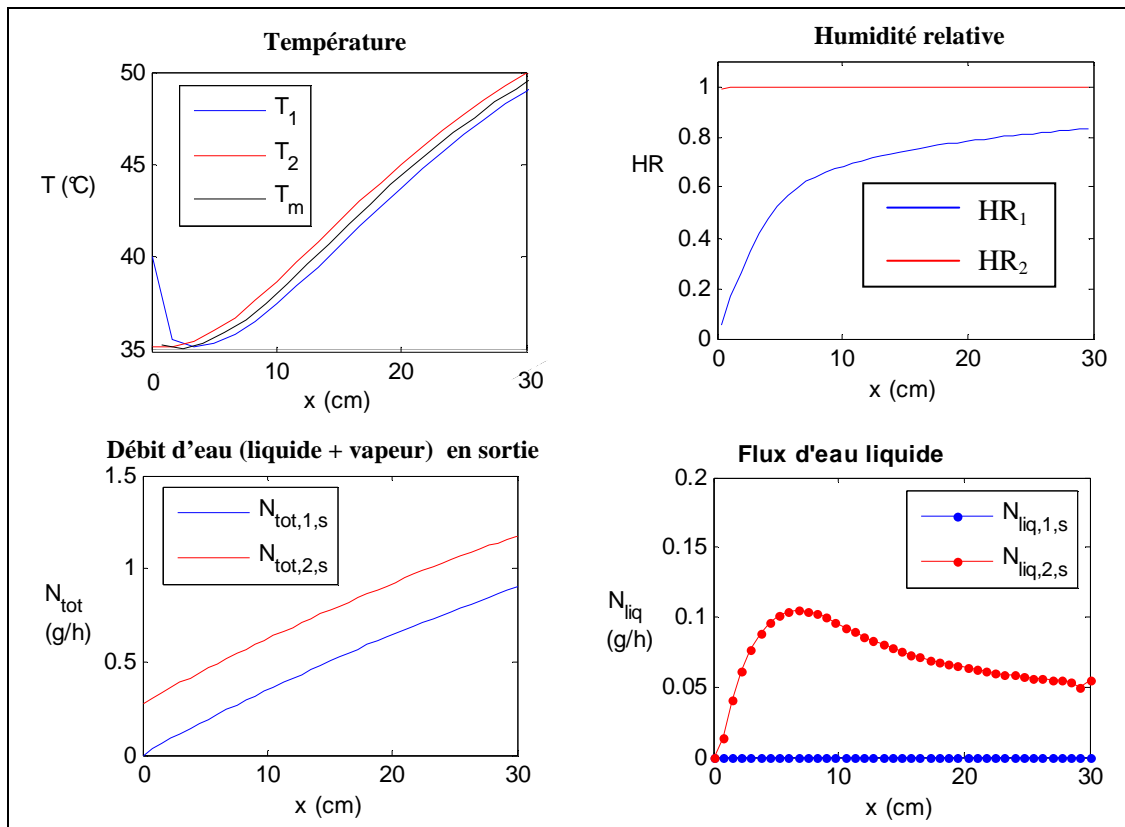 Température
50
45
T (°C)
40
35
0
10
20
30
x (cm)
T1
T2
Tm
Humidité relative
1
0.8
HR
0.6
0.4
0.2
0
0
10
20
30
x (cm)
HR1
HR2
Débit d'eau (liquide + vapeur) en sortie
1.5
1
Ntot
(g/h)
0.5
0
0
10
20
30
x (cm)
Ntot,1,s
Ntot,2,s
Flux d'eau liquide
0.2
0.15
Nliq
(g/h)
0.1
0.05
0
0
10
20
30
x (cm)
Nliq,1,s
Nliq,2,s